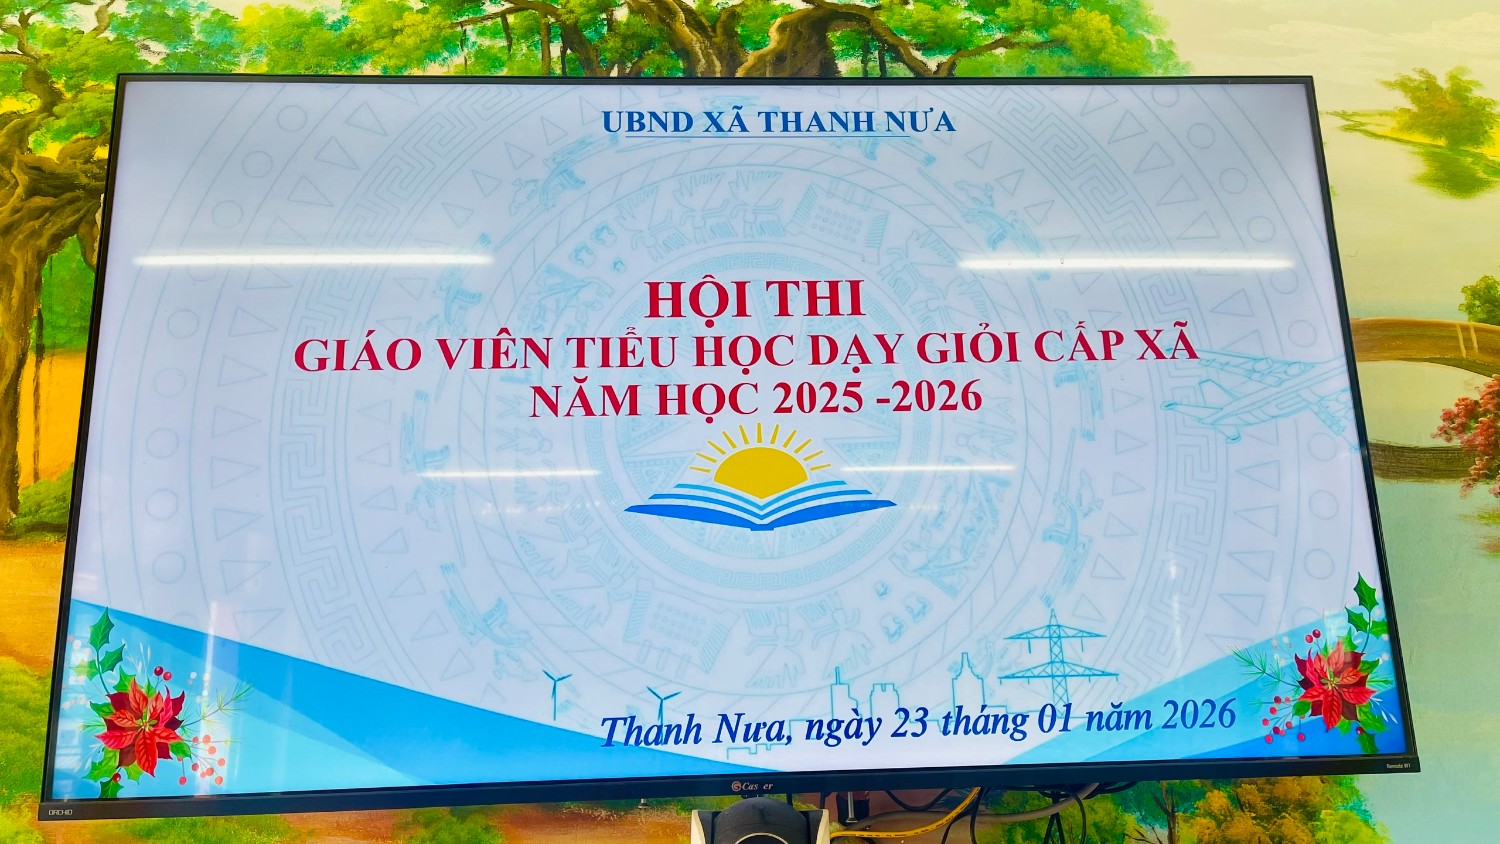 UBND XÃ THANH NƯA
HỘI THI
GIÁO VIÊN TIỂU HỌC DẠY GIỎI CẤP XÃ
NĂM HỌC 2025 -2026
Thanh Nưa, ngày 23 tháng 01 năm 2026
ORCHID